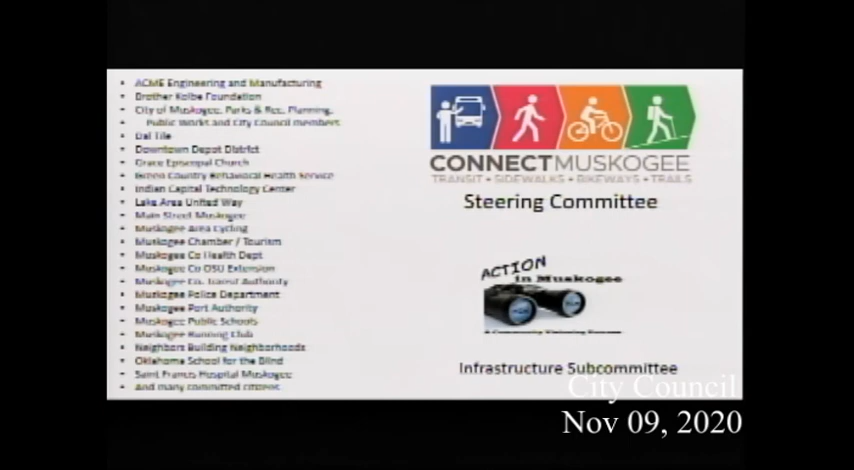 ACME Engineering and Manufacturing
Brother Kolbe Foundation
City of Muskogee, Parks & Rec, Planning,
Public Works and City Council members
Dal Tile
Downtown Depot District
Grace Episcopal Church
Green Country Behavioral Health Service
Indian Capital Technology Center
Lake Area United Way
Main Street Muskogee
Muskogee Area Cycling
Muskogee Chamber / Tourism
Muskogee Co Health Dept
Muskogee Co OSU Extension
Muskogee Co. Transit Authority
Muskogee Police Department
Muskogee Port Authority
Muskogee Public Schools
Muskogee Running Club
Neighbors Building Neighborhoods
Oklahoma School for the Blind
Saint Francis Hospital Muskogee
And many committed citizens
CONNECTMUSKOGEE
TRANSIT • SIDEWALKS • BIKEWAYS • TRAILS
Steering Committee
ACTION
in Muskogee
A Community Visioning Process
Infrastructure Subcommittee
City Council
Nov 09, 2020